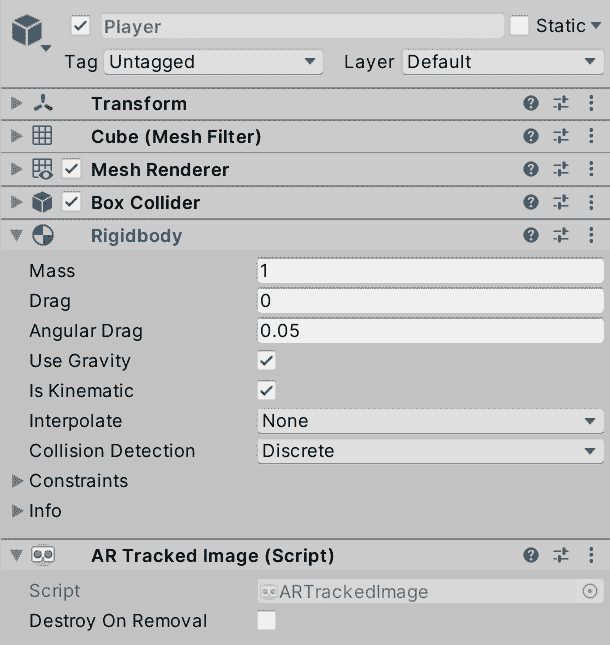 Player Static
Tag Untagged Layer Default
Transform
Cube (Mesh Filter)
Mesh Renderer
Box Collider
Rigidbody
Mass 1
Drag 0
Angular Drag 0.05
Use Gravity
Is Kinematic
Interpolate None
Collision Detection Discrete
Constraints
Info
AR Tracked Image (Script)
Script ARTrackedImage
Destroy On Removal